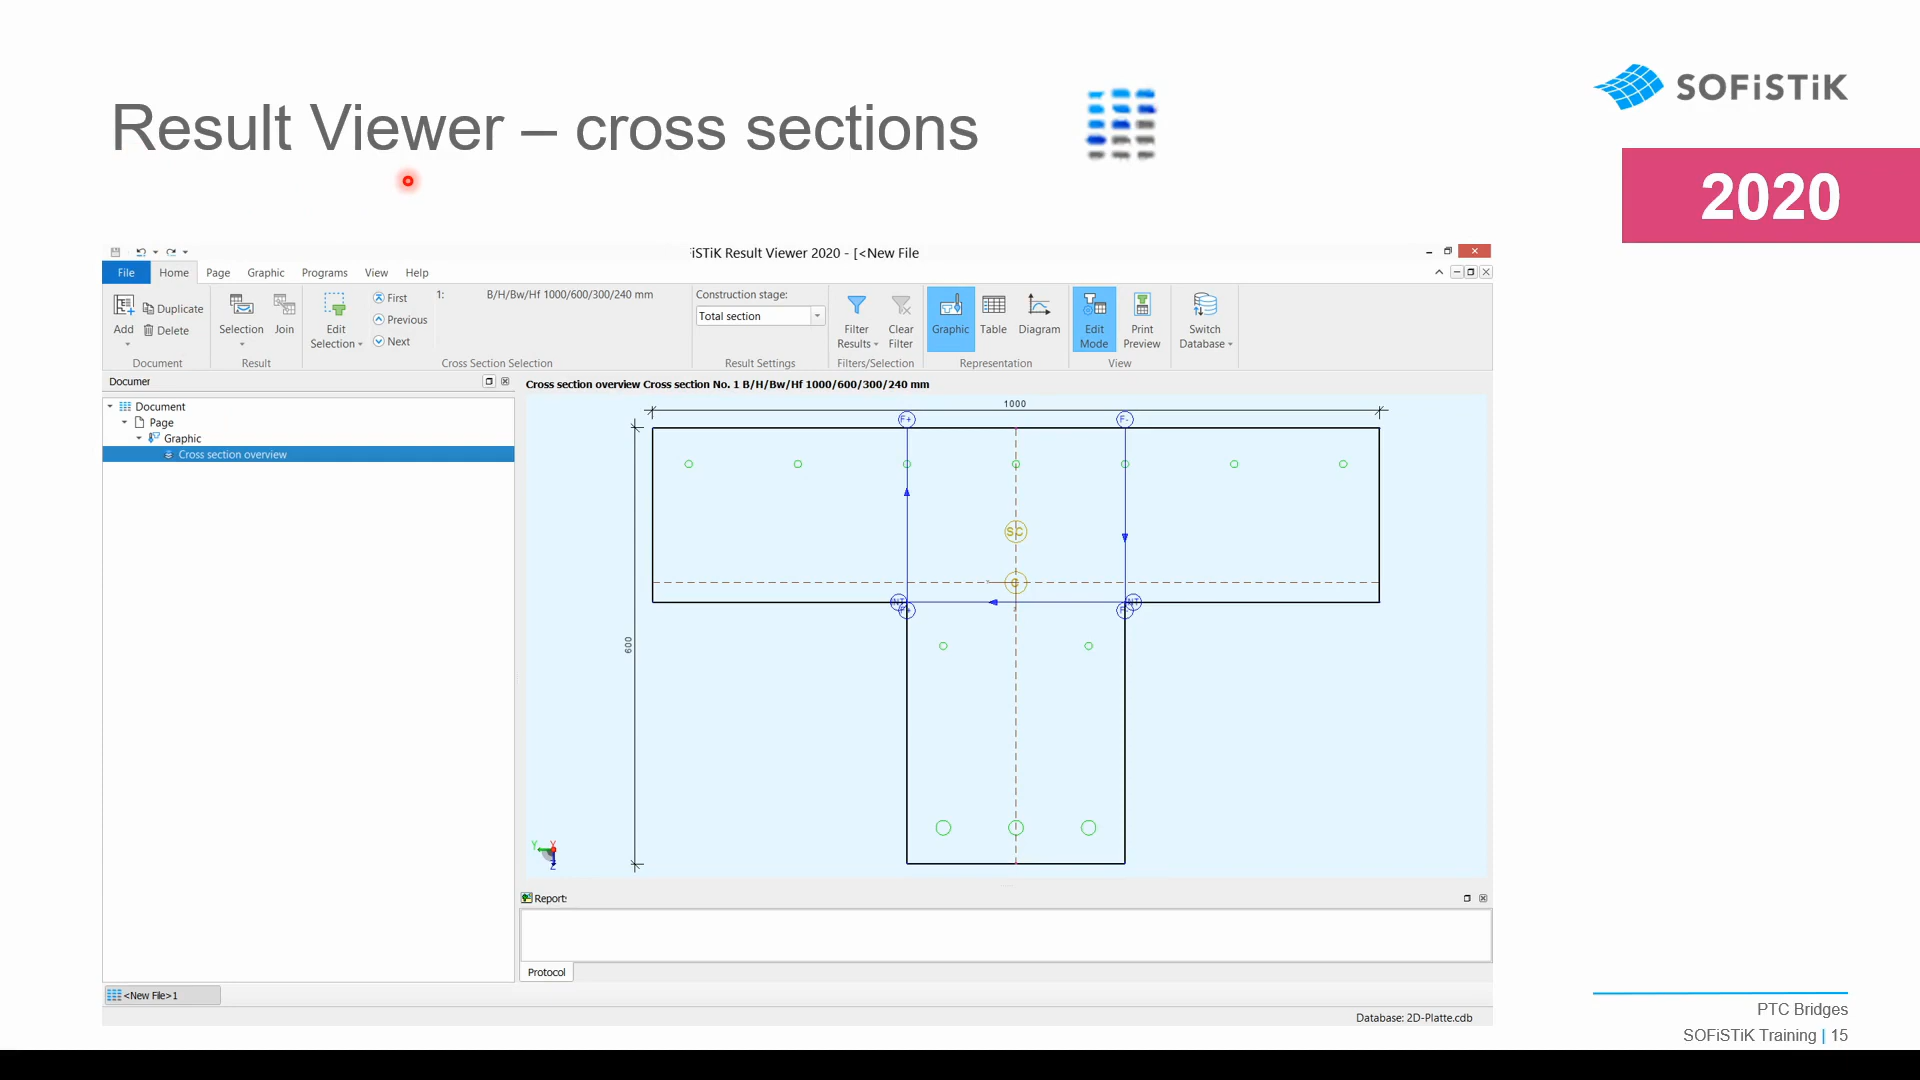 Result Viewer – cross sections
SOFiSTiK
2020
iSTiK Result Viewer 2020 - [<New File
File Home Page Graphic Programs View Help
Add
Duplicate
Delete
Document
Selection
Join
Result
Edit
Selection
First
Previous
Next
1: B/H/Bw/Hf 1000/600/300/240 mm
Cross Section Selection
Construction stage:
Total section
Result Settings
Filter
Results
Clear
Filter
Filters/Selection
Graphic
Table
Diagram
Representation
Edit
Mode
Print
Preview
View
Switch
Database
Documer
Document
Page
Graphic
Cross section overview
Cross section overview Cross section No. 1 B/H/Bw/Hf 1000/600/300/240 mm
1000
F+
F-
SC
C
600
Y
X
Z
Report:
Protocol
<New File>1
Database: 2D-Platte.cdb
PTC Bridges
SOFiSTiK Training | 15